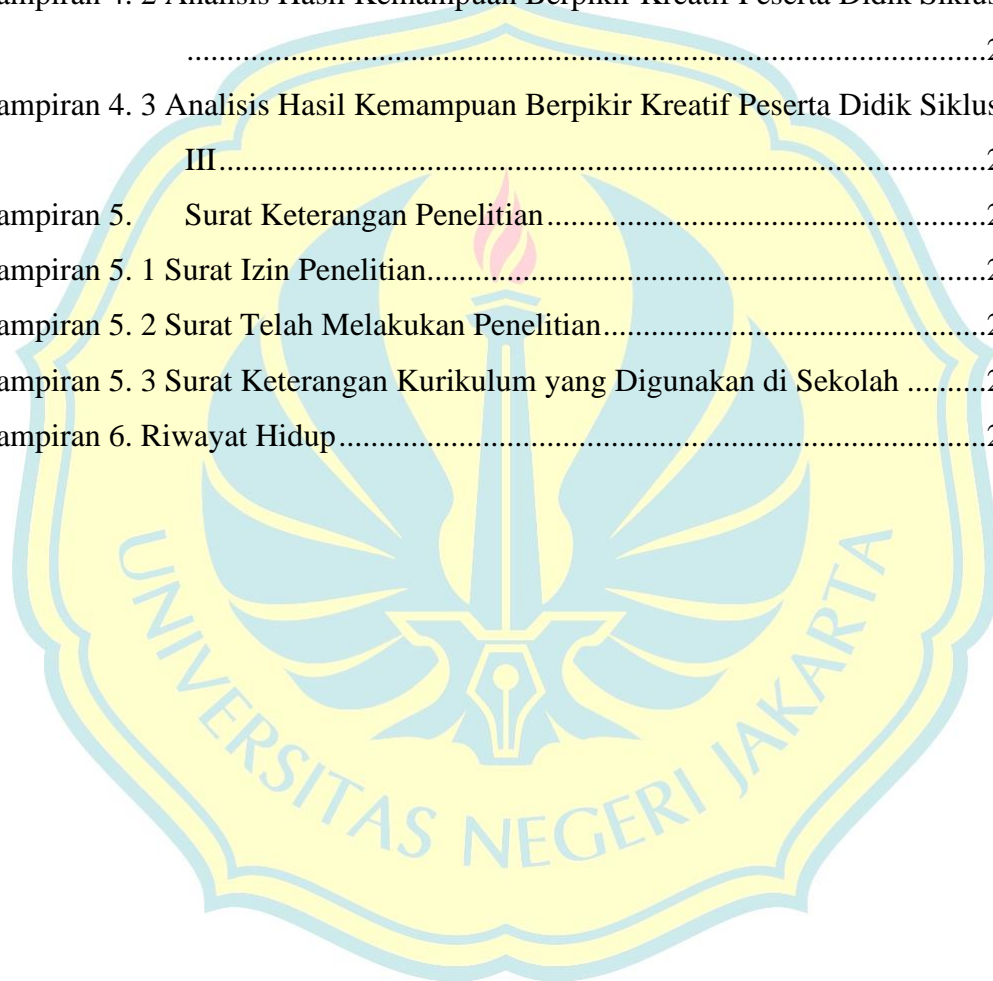 ampiran 4. 2 Analisis Hasil Kemampuan Berpikir Kreatif Peserta Didik Siklus
....................................................................................................2
ampiran 4. 3 Analisis Hasil Kemampuan Berpikir Kreatif Peserta Didik Siklus
III................................................................................................2
ampiran 5. Surat Keterangan Penelitian.......................................................2
ampiran 5. 1 Surat Izin Penelitian......................................................................2
ampiran 5. 2 Surat Telah Melakukan Penelitian................................................2
ampiran 5. 3 Surat Keterangan Kurikulum yang Digunakan di Sekolah ..........2
ampiran 6. Riwayat Hidup.................................................................................2
UNIVERSITAS NEGERI JAKARTA